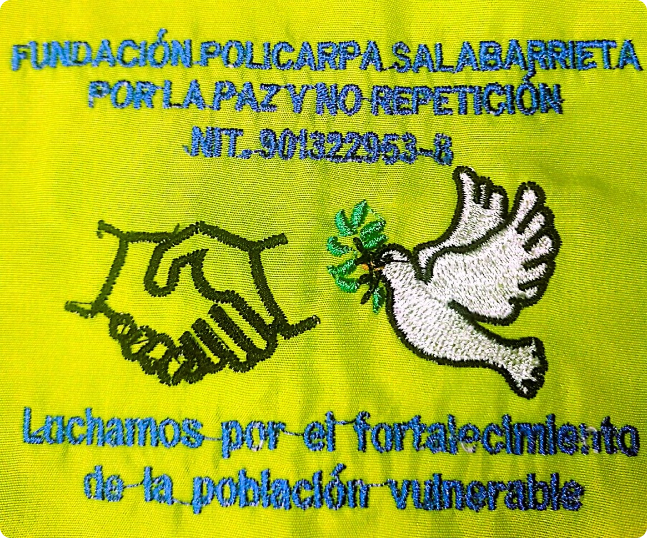 FUNDACIÓN POLICARPA SALABARRIETA
POR LA PAZ Y NO REPETICIÓN
NIT. 901322953-8
Luchamos por el fortalecimiento
de la población vulnerable